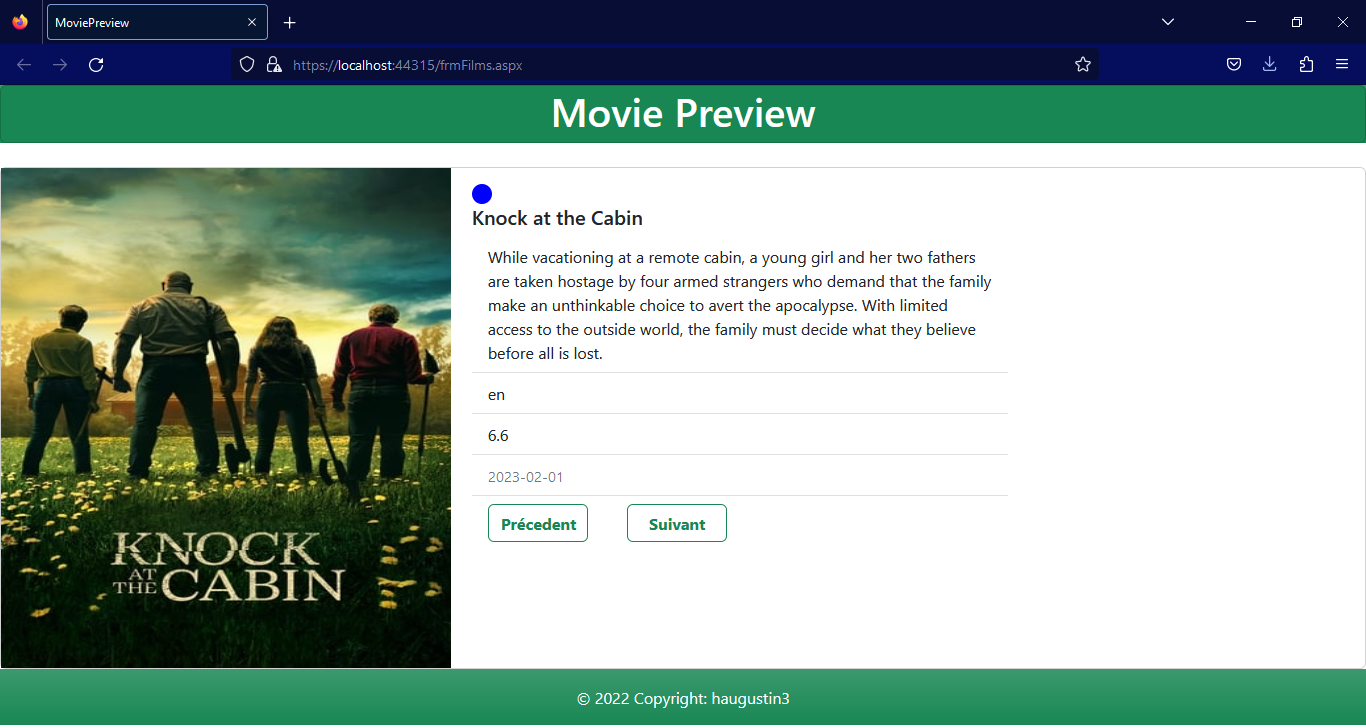 MoviePreview
https://localhost:44315/frmFilms.aspx
Movie Preview
Knock at the Cabin
While vacationing at a remote cabin, a young girl and her two fathers
are taken hostage by four armed strangers who demand that the family
make an unthinkable choice to avert the apocalypse. With limited
access to the outside world, the family must decide what they believe
before all is lost.
en
6.6
2023-02-01
Précedent Suivant
KNOCK
AT THE CABIN
© 2022 Copyright: haugustin3